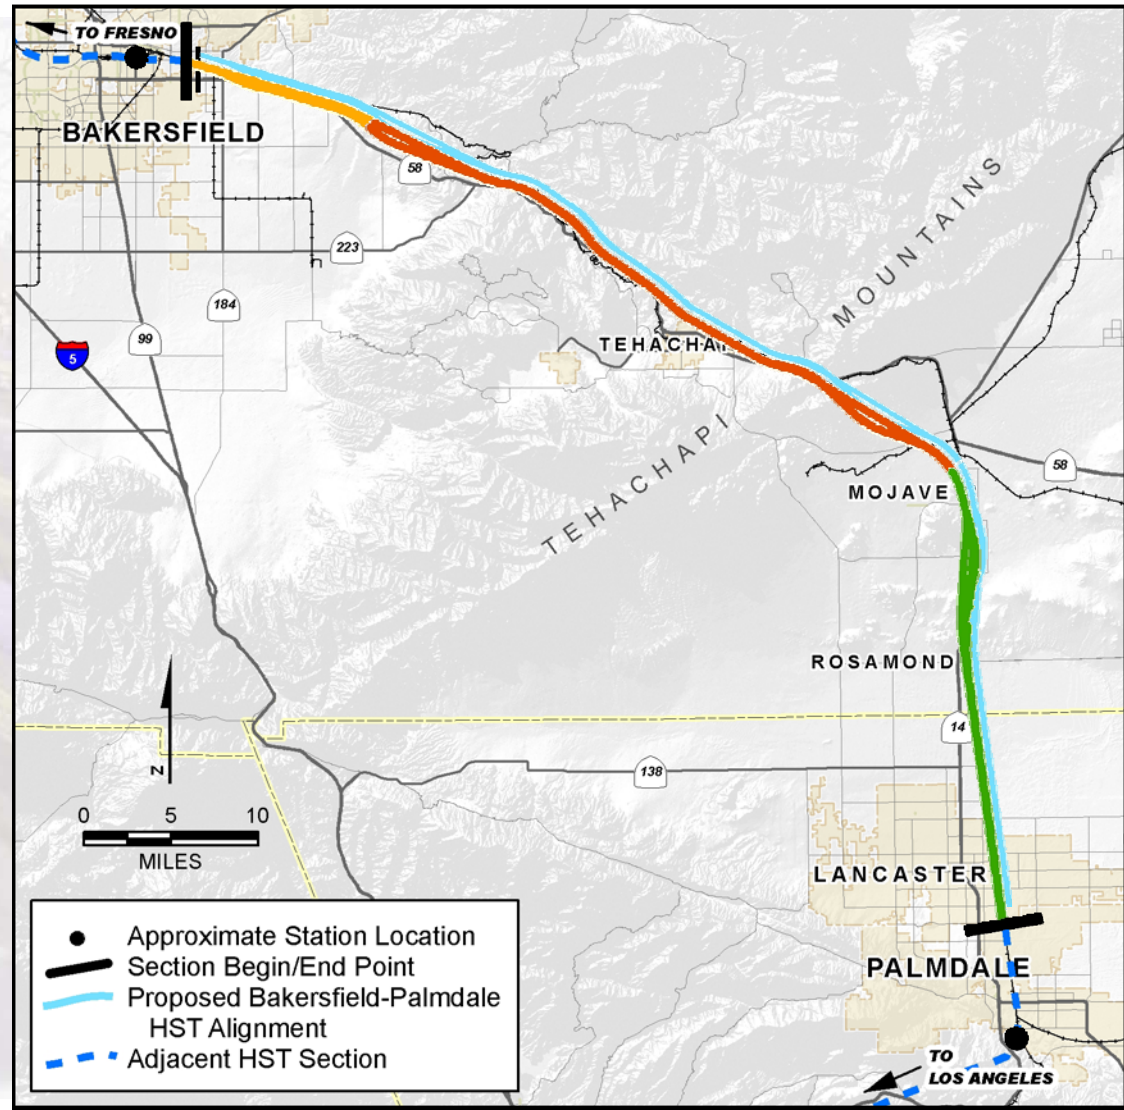 TO FRESNO
BAKERSFIELD
58
223
184
99
5
MOUNTAINS
TEHACHAPI
TEHACHAPI
58
MOJAVE
ROSAMOND
14
138
N
0 5 10
MILES
LANCASTER
PALMDALE
TO
LOS ANGELES
Approximate Station Location
Section Begin/End Point
Proposed Bakersfield-Palmdale
HST Alignment
Adjacent HST Section